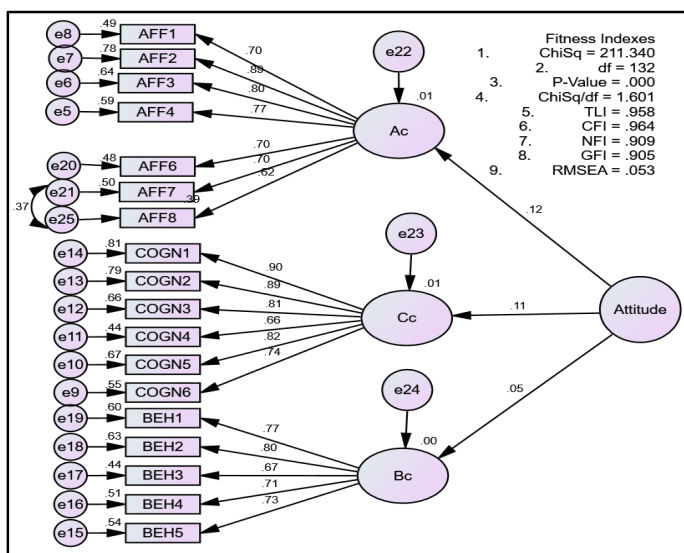 Fitness Indexes
1. ChiSq = 211.340
2. df = 132
3. P-Value = .000
4. ChiSq/df = 1.601
5. TLI = .958
6. CFI = .964
7. NFI = .909
8. GFI = .905
9. RMSEA = .053
e8 .49 AFF1 .70
e7 .78 AFF2 .89
e6 .64 AFF3 .80
e5 .59 AFF4 .77
e22
.01
Ac
e20 .48 AFF6 .70
e21 .50 AFF7 .70
e25 .39 AFF8 .62
.37
.12
e14 .81 COGN1 .90
e13 .79 COGN2 .89
e12 .66 COGN3 .81
e11 .44 COGN4 .66
e10 .67 COGN5 .82
e9 .55 COGN6 .74
e23
.01
Cc
.11
Attitude
e19 .60 BEH1 .77
e18 .63 BEH2 .80
e17 .44 BEH3 .67
e16 .51 BEH4 .71
e15 .54 BEH5 .73
e24
.00
Bc
.05